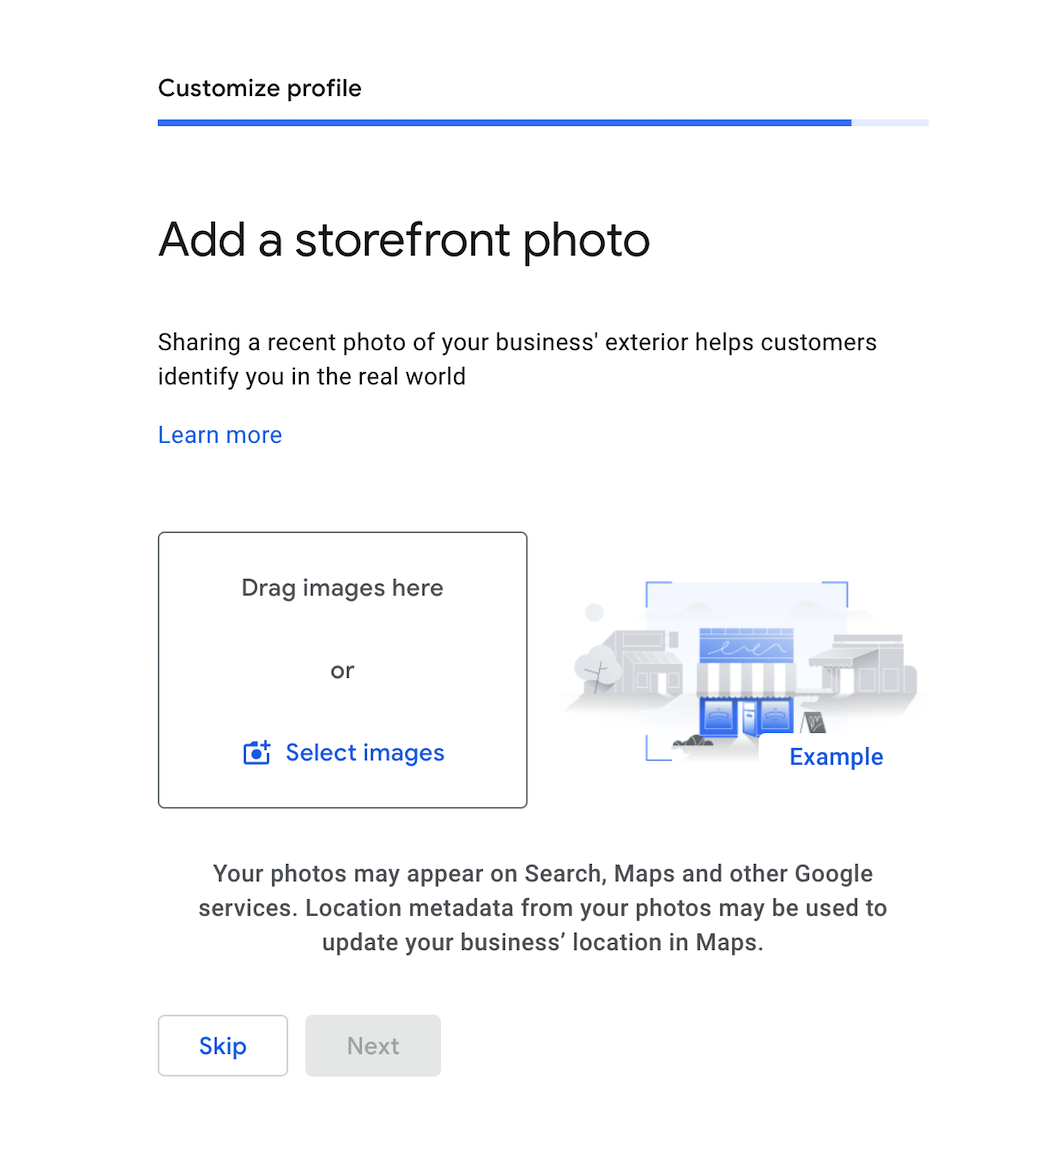 Customize profile
Add a storefront photo
Sharing a recent photo of your business' exterior helps customers
identify you in the real world
Learn more
Drag images here
or
Select images
Example
Your photos may appear on Search, Maps and other Google
services. Location metadata from your photos may be used to
update your business’ location in Maps.
Skip
Next